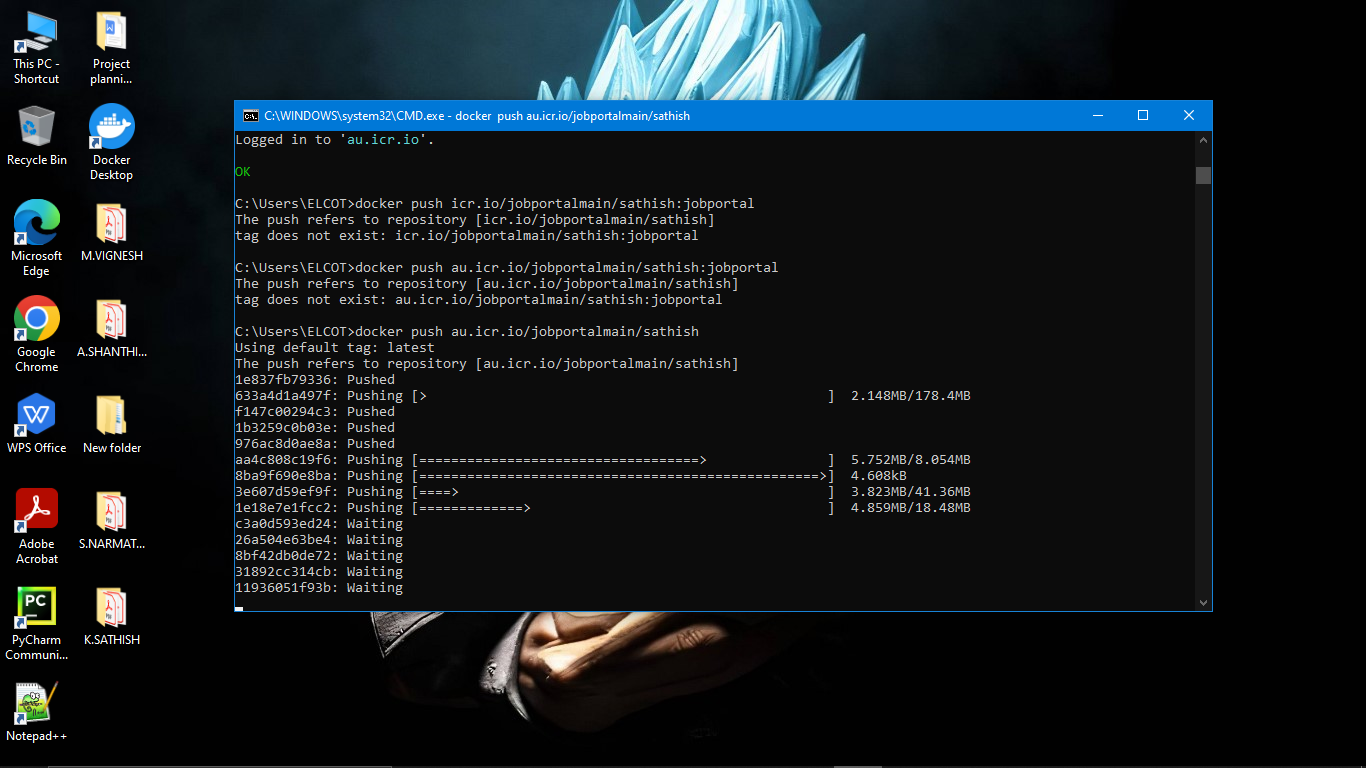 This PC -
Shortcut
Project
planni...
Recycle Bin
Docker
Desktop
Microsoft
Edge
M.VIGNESH
Google
Chrome
A.SHANTHI...
WPS Office
New folder
Adobe
Acrobat
S.NARMAT...
PyCharm
Communi...
K.SATHISH
Notepad++
C:\WINDOWS\system32\CMD.exe - docker push au.icr.io/jobportalmain/sathish
Logged in to 'au.icr.io'.
OK
C:\Users\ELCOT>docker push icr.io/jobportalmain/sathish:jobportal
The push refers to repository [icr.io/jobportalmain/sathish]
tag does not exist: icr.io/jobportalmain/sathish:jobportal
C:\Users\ELCOT>docker push au.icr.io/jobportalmain/sathish:jobportal
The push refers to repository [au.icr.io/jobportalmain/sathish]
tag does not exist: au.icr.io/jobportalmain/sathish:jobportal
C:\Users\ELCOT>docker push au.icr.io/jobportalmain/sathish
Using default tag: latest
The push refers to repository [au.icr.io/jobportalmain/sathish]
1e837fb79336: Pushed
633a4d1a497f: Pushing [>                                                  ]  2.148MB/178.4MB
f147c00294c3: Pushed
1b3259c0b03e: Pushed
976ac8d0ae8a: Pushed
aa4c808c19f6: Pushing [===================================>               ]  5.752MB/8.054MB
8ba9f690e8ba: Pushing [==================================================>]  4.608kB
3e607d59ef9f: Pushing [====>                                              ]  3.823MB/41.36MB
1e18e7e1fcc2: Pushing [=============>                                     ]  4.859MB/18.48MB
c3a0d593ed24: Waiting
26a504e63be4: Waiting
8bf42db0de72: Waiting
31892cc314cb: Waiting
11936051f93b: Waiting